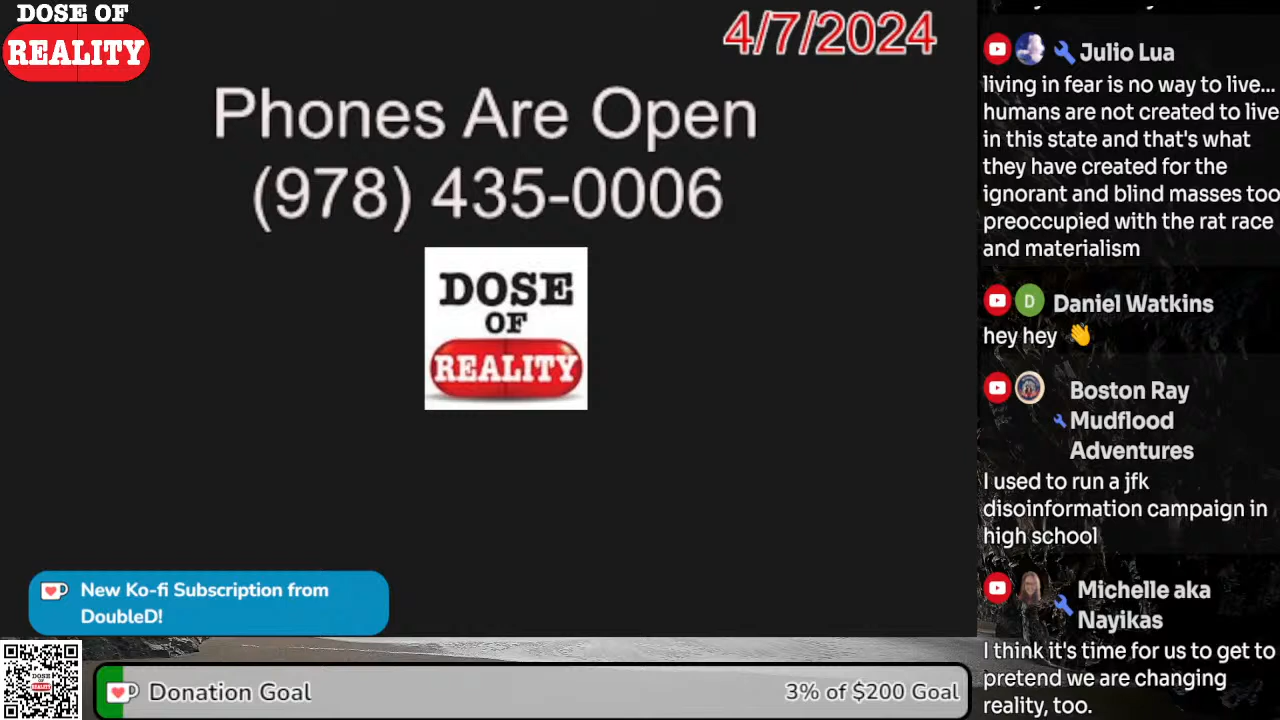 DOSE OF
REALITY
4/7/2024
Phones Are Open
(978) 435-0006
DOSE
OF
REALITY
New Ko-fi Subscription from
DoubleD!
DOSE OF
REALITY
Donation Goal
3% of $200 Goal
Julio Lua
living in fear is no way to live...
humans are not created to live
in this state and that's what
they have created for the
ignorant and blind masses too
preoccupied with the rat race
and materialism
D
Daniel Watkins
hey hey 👋
Boston Ray
Mudflood
Adventures
I used to run a jfk
disoinformation campaign in
high school
Michelle aka
Nayikas
I think it's time for us to get to
pretend we are changing
reality, too.